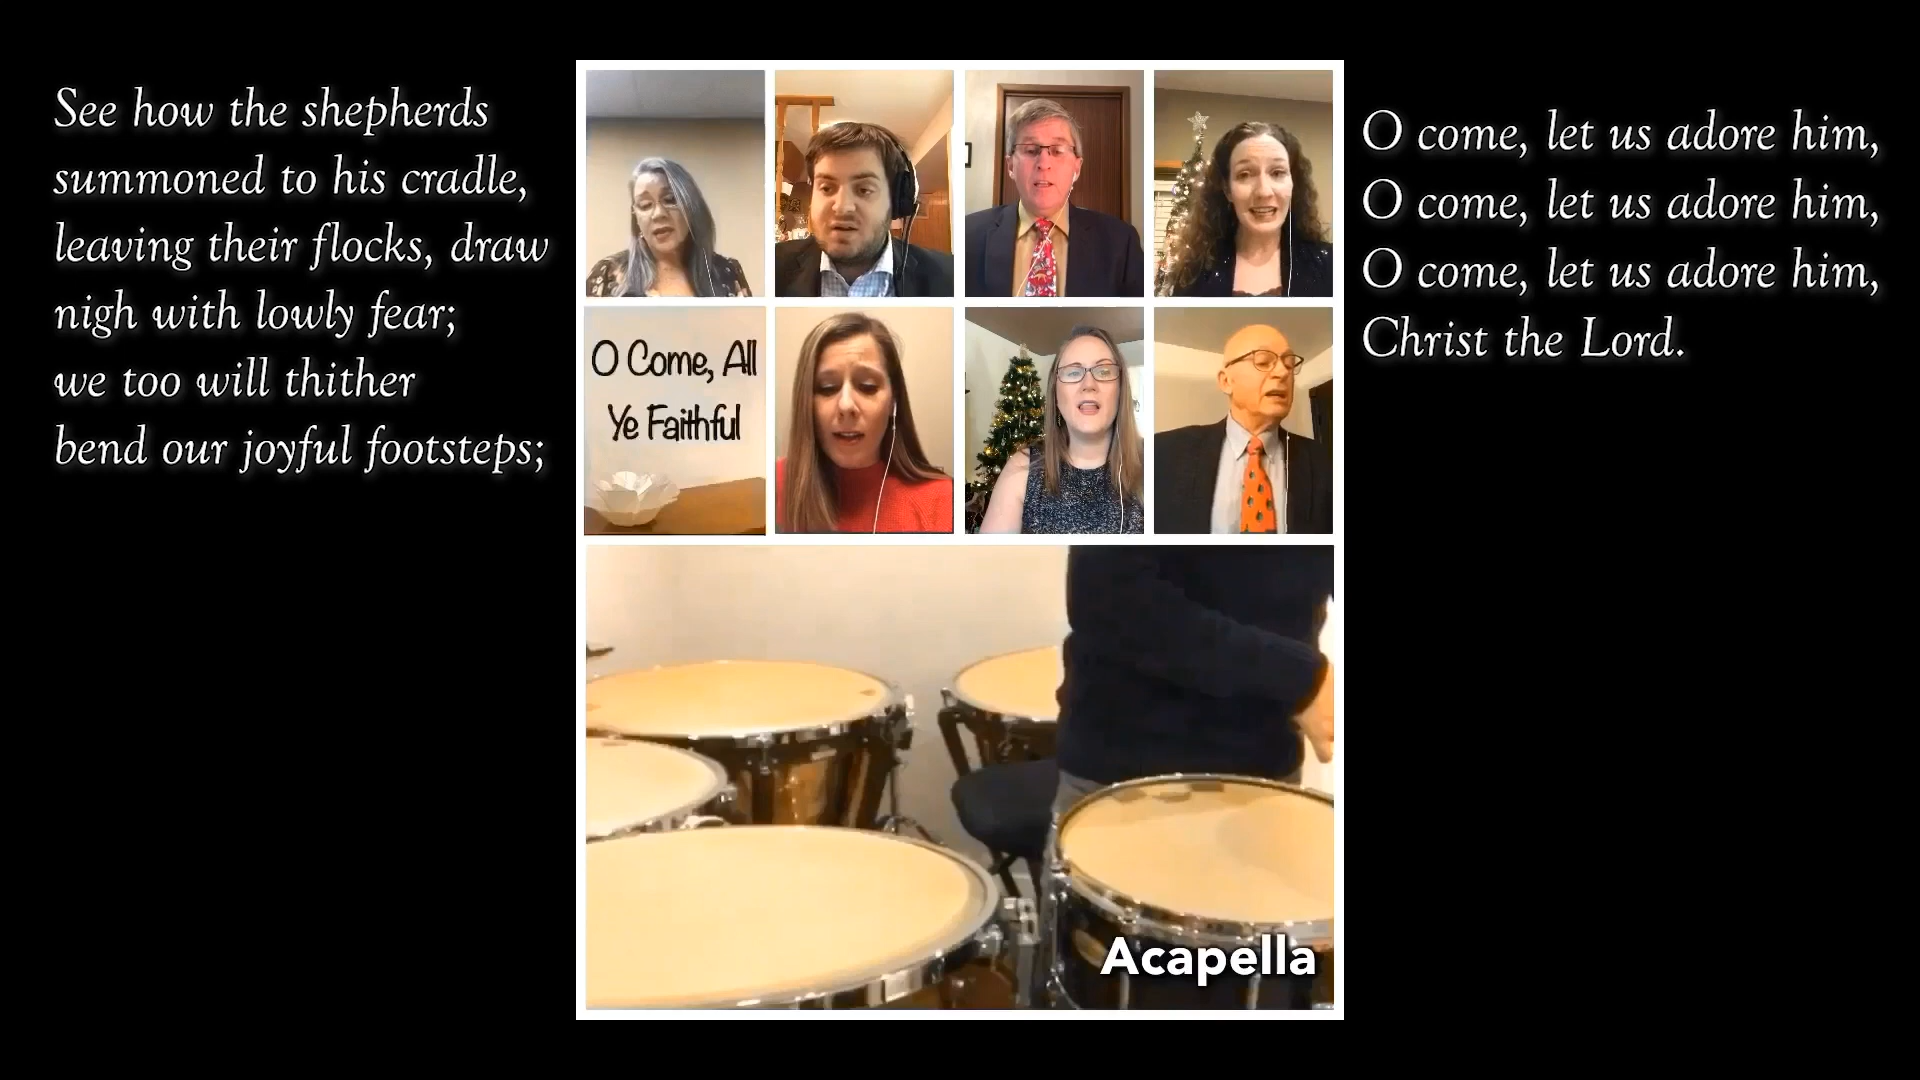 See how the shepherds
summoned to his cradle,
leaving their flocks, draw
nigh with lowly fear;
we too will thither
bend our joyful footsteps;
O Come, All
Ye Faithful
O come, let us adore him,
O come, let us adore him,
O come, let us adore him,
Christ the Lord.
Acapella